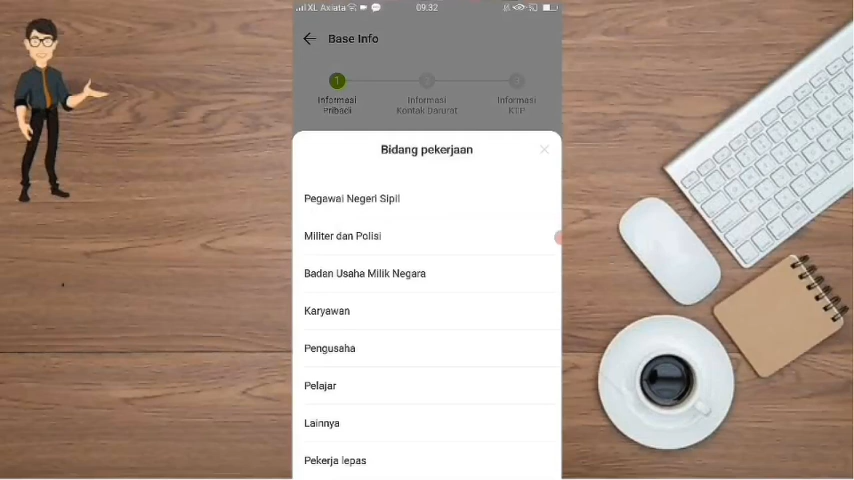 XL Axiata
09.32
Base Info
1
2
3
Informasi
Pribadi
Informasi
Kontak Darurat
Informasi
KTP
Bidang pekerjaan
Pegawai Negeri Sipil
Militer dan Polisi
Badan Usaha Milik Negara
Karyawan
Pengusaha
Pelajar
Lainnya
Pekerja lepas